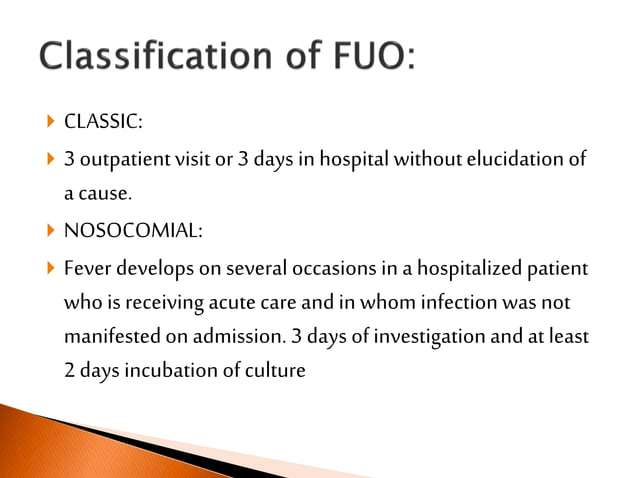 Classification of FUO:
CLASSIC:
3 outpatient visit or 3 days in hospital without elucidation of
a cause.
NOSOCOMIAL:
Fever develops on several occasions in a hospitalized patient
who is receiving acute care and in whom infection was not
manifested on admission. 3 days of investigation and at least
2 days incubation of culture